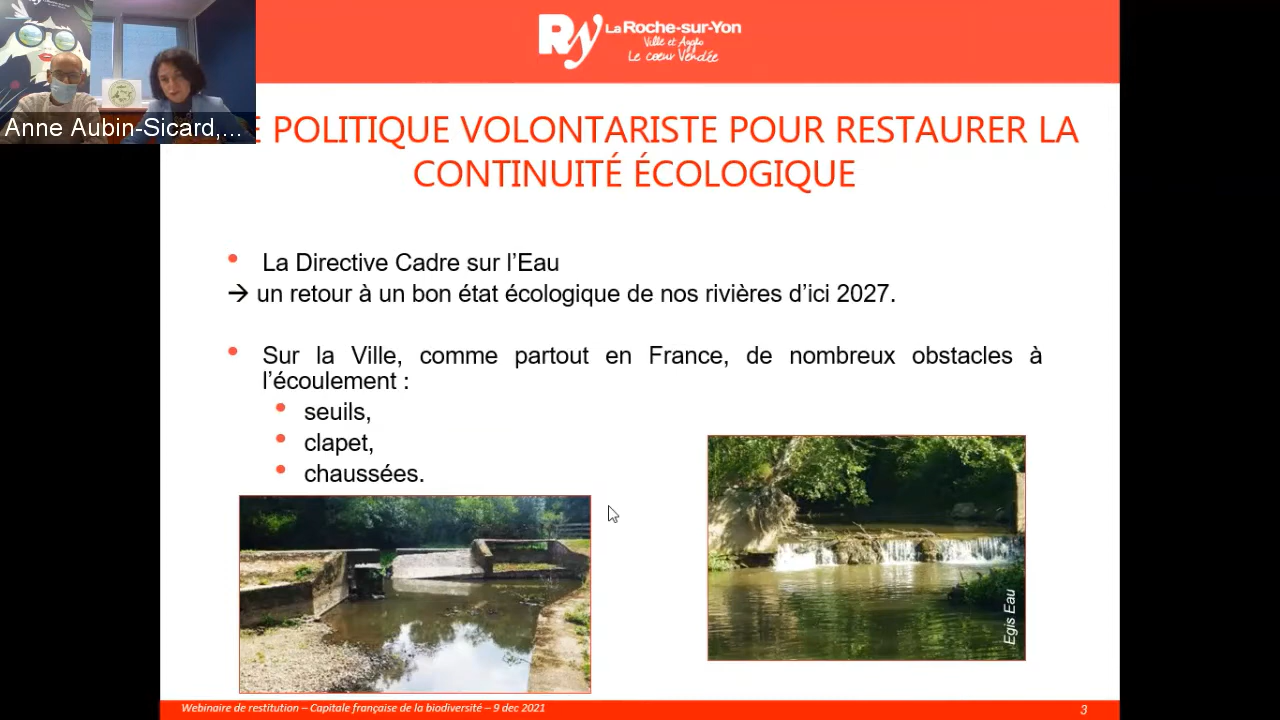 Ry La Roche-sur-Yon
Ville et Agglo
Le cœur Vendée
Anne Aubin-Sicard,...
E POLITIQUE VOLONTARISTE POUR RESTAURER LA
CONTINUITÉ ÉCOLOGIQUE
• La Directive Cadre sur l’Eau
→ un retour à un bon état écologique de nos rivières d’ici 2027.
• Sur la Ville, comme partout en France, de nombreux obstacles à
l’écoulement :
• seuils,
• clapet,
• chaussées.
Egis Eau
Webinaire de restitution – Capitale française de la biodiversité – 9 dec 2021
3